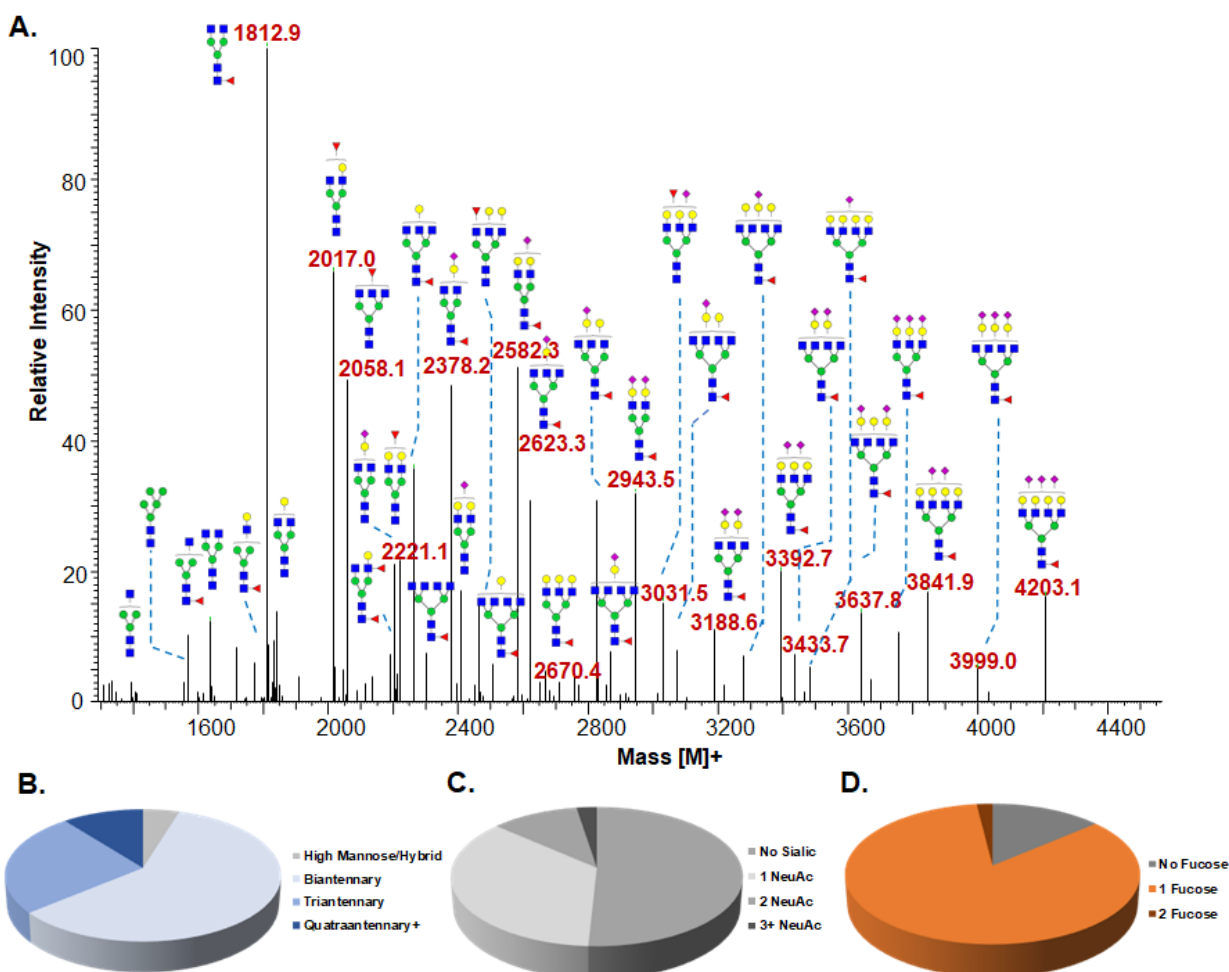 A.
1812.9
100
80
2017.0
60
2058.1
2378.2
2582.3
Relative Intensity
40
2623.3
2943.5
2221.1
3031.5
3392.7
3841.9
4203.1
20
3188.6
3637.8
2670.4
3433.7
3999.0
0
1600
2000
2400
2800
3200
3600
4000
4400
Mass [M]+
B.
High Mannose/Hybrid
Biantennary
Triantennary
Quatraantennary+
C.
No Sialic
1 NeuAc
2 NeuAc
3+ NeuAc
D.
No Fucose
1 Fucose
2 Fucose